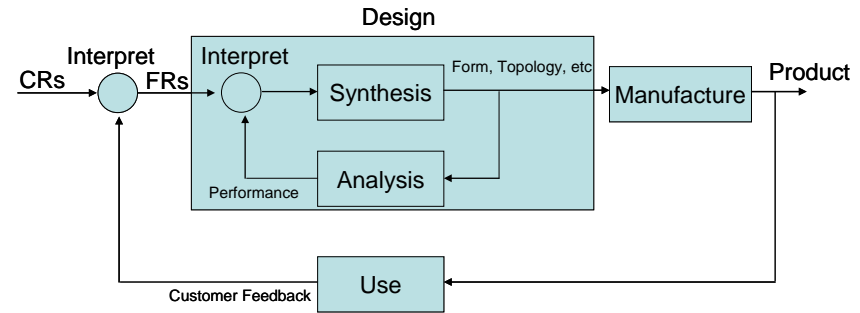 Design
Interpret
Interpret
CRs
FRs
Form, Topology, etc
Product
Synthesis
Manufacture
Analysis
Performance
Use
Customer Feedback